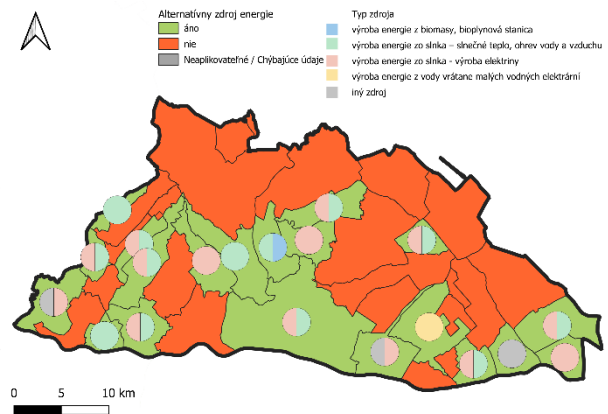 Alternatívny zdroj energie
áno
nie
Neaplikovateľné / Chýbajúce údaje
Typ zdroja
výroba energie z biomasy, bioplynová stanica
výroba energie zo slnka – slnečné teplo, ohrev vody a vzduchu
výroba energie zo slnka - výroba elektriny
výroba energie z vody vrátane malých vodných elektrární
iný zdroj
0 5 10 km